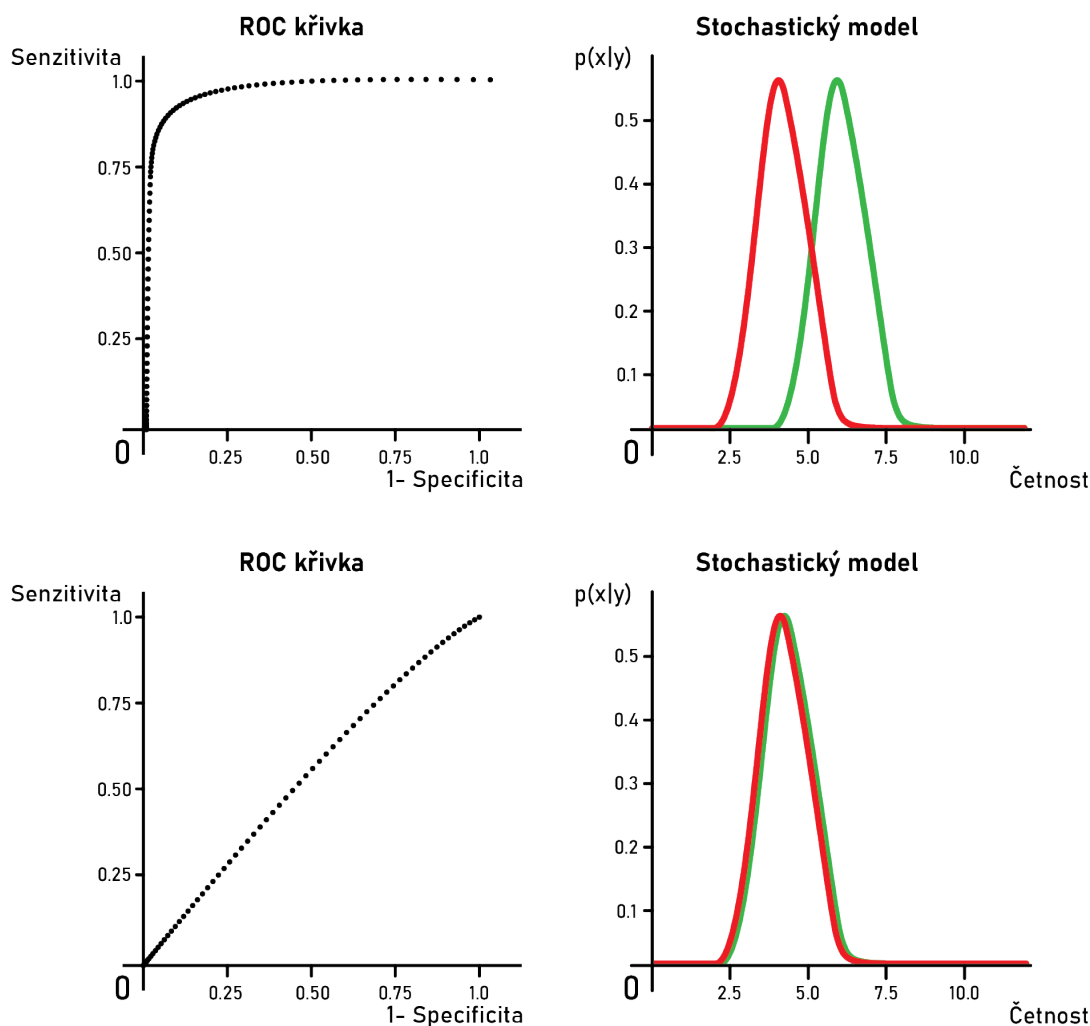 ROC křivka
Senzitivita
1.0
0.75
0.50
0.25
0
0.25 0.50 0.75 1.0
1- Specificita
Stochastický model
p(x|y)
0.5
0.4
0.3
0.2
0.1
0
2.5 5.0 7.5 10.0
Četnost
ROC křivka
Senzitivita
1.0
0.75
0.50
0.25
0
0.25 0.50 0.75 1.0
1- Specificita
Stochastický model
p(x|y)
0.5
0.4
0.3
0.2
0.1
0
2.5 5.0 7.5 10.0
Četnost